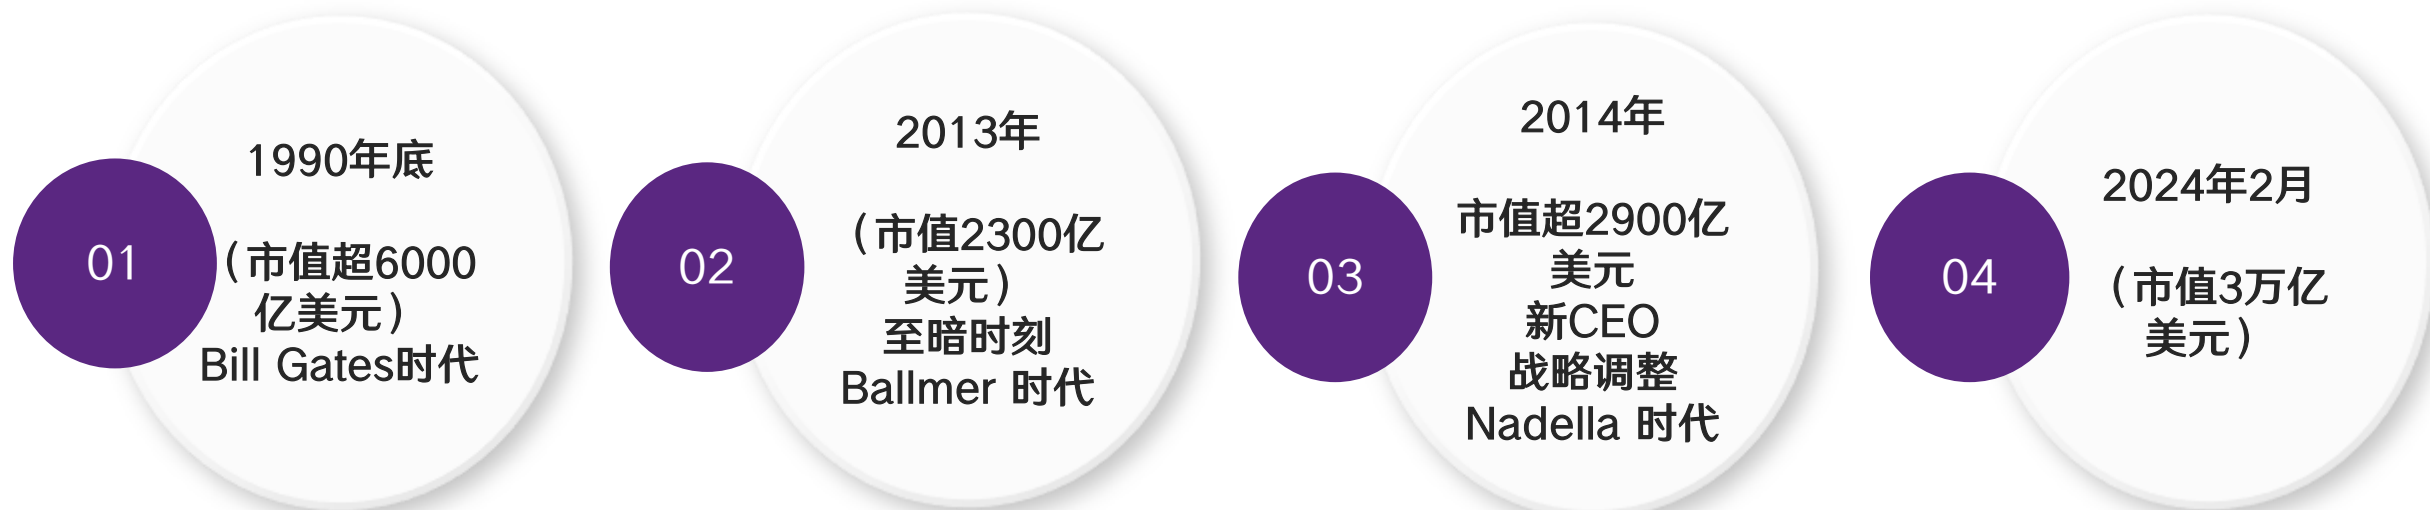 01
1990年底
（市值超6000
亿美元）
Bill Gates时代
02
2013年
（市值2300亿
美元）
至暗时刻
Ballmer 时代
03
2014年
市值超2900亿
美元
新CEO
战略调整
Nadella 时代
04
2024年2月
（市值3万亿
美元）